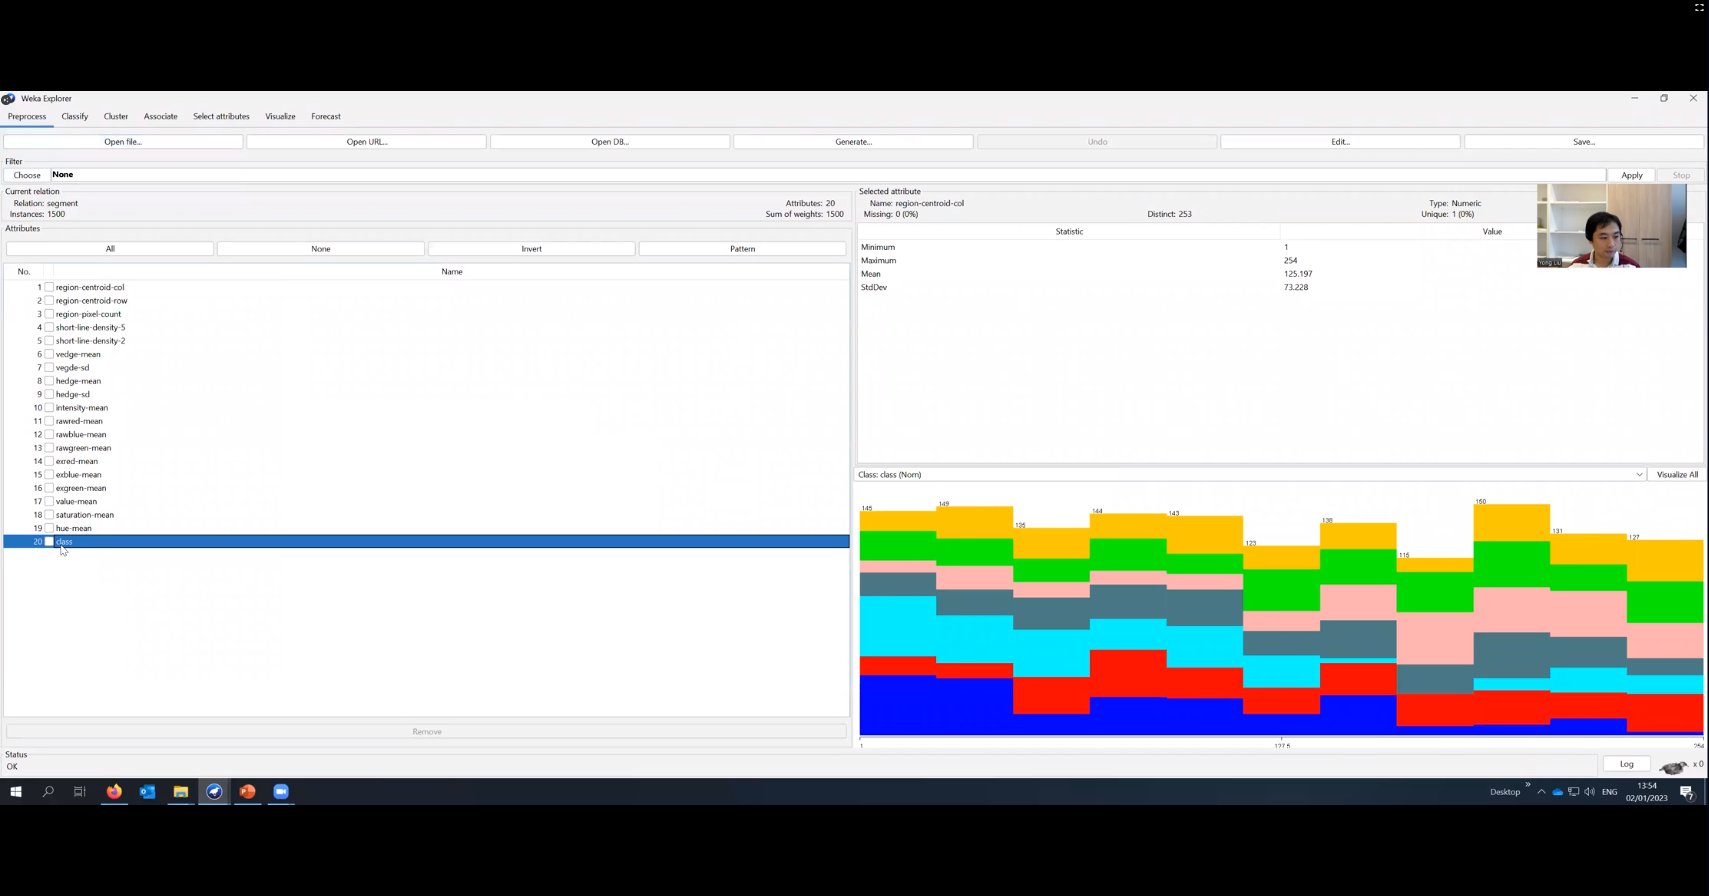 Weka Explorer
Preprocess Classify Cluster Associate Select attributes Visualize Forecast
Open file... Open URL... Open DB... Generate... Undo Edit... Save...
Filter
Choose None Apply Stop
Current relation
Relation: segment Attributes: 20
Instances: 1500 Sum of weights: 1500
Attributes
All None Invert Pattern
No. Name
1 region-centroid-col
2 region-centroid-row
3 region-pixel-count
4 short-line-density-5
5 short-line-density-2
6 vedge-mean
7 vegde-sd
8 hedge-mean
9 hedge-sd
10 intensity-mean
11 rawred-mean
12 rawblue-mean
13 rawgreen-mean
14 exred-mean
15 exblue-mean
16 exgreen-mean
17 value-mean
18 saturation-mean
19 hue-mean
20 class
Remove
Selected attribute
Name: region-centroid-col Type: Numeric
Missing: 0 (0%) Distinct: 253 Unique: 1 (0%)
Statistic Value
Minimum 1
Maximum 254
Mean 125.197
StdDev 73.228
Yong Liu
Class: class (Nom) Visualize All
145 149 135 144 143 123 138 115 160 131 127
1 127.5 254
Status
OK Log x 0
Desktop » ENG 13:54
02/01/2023 7